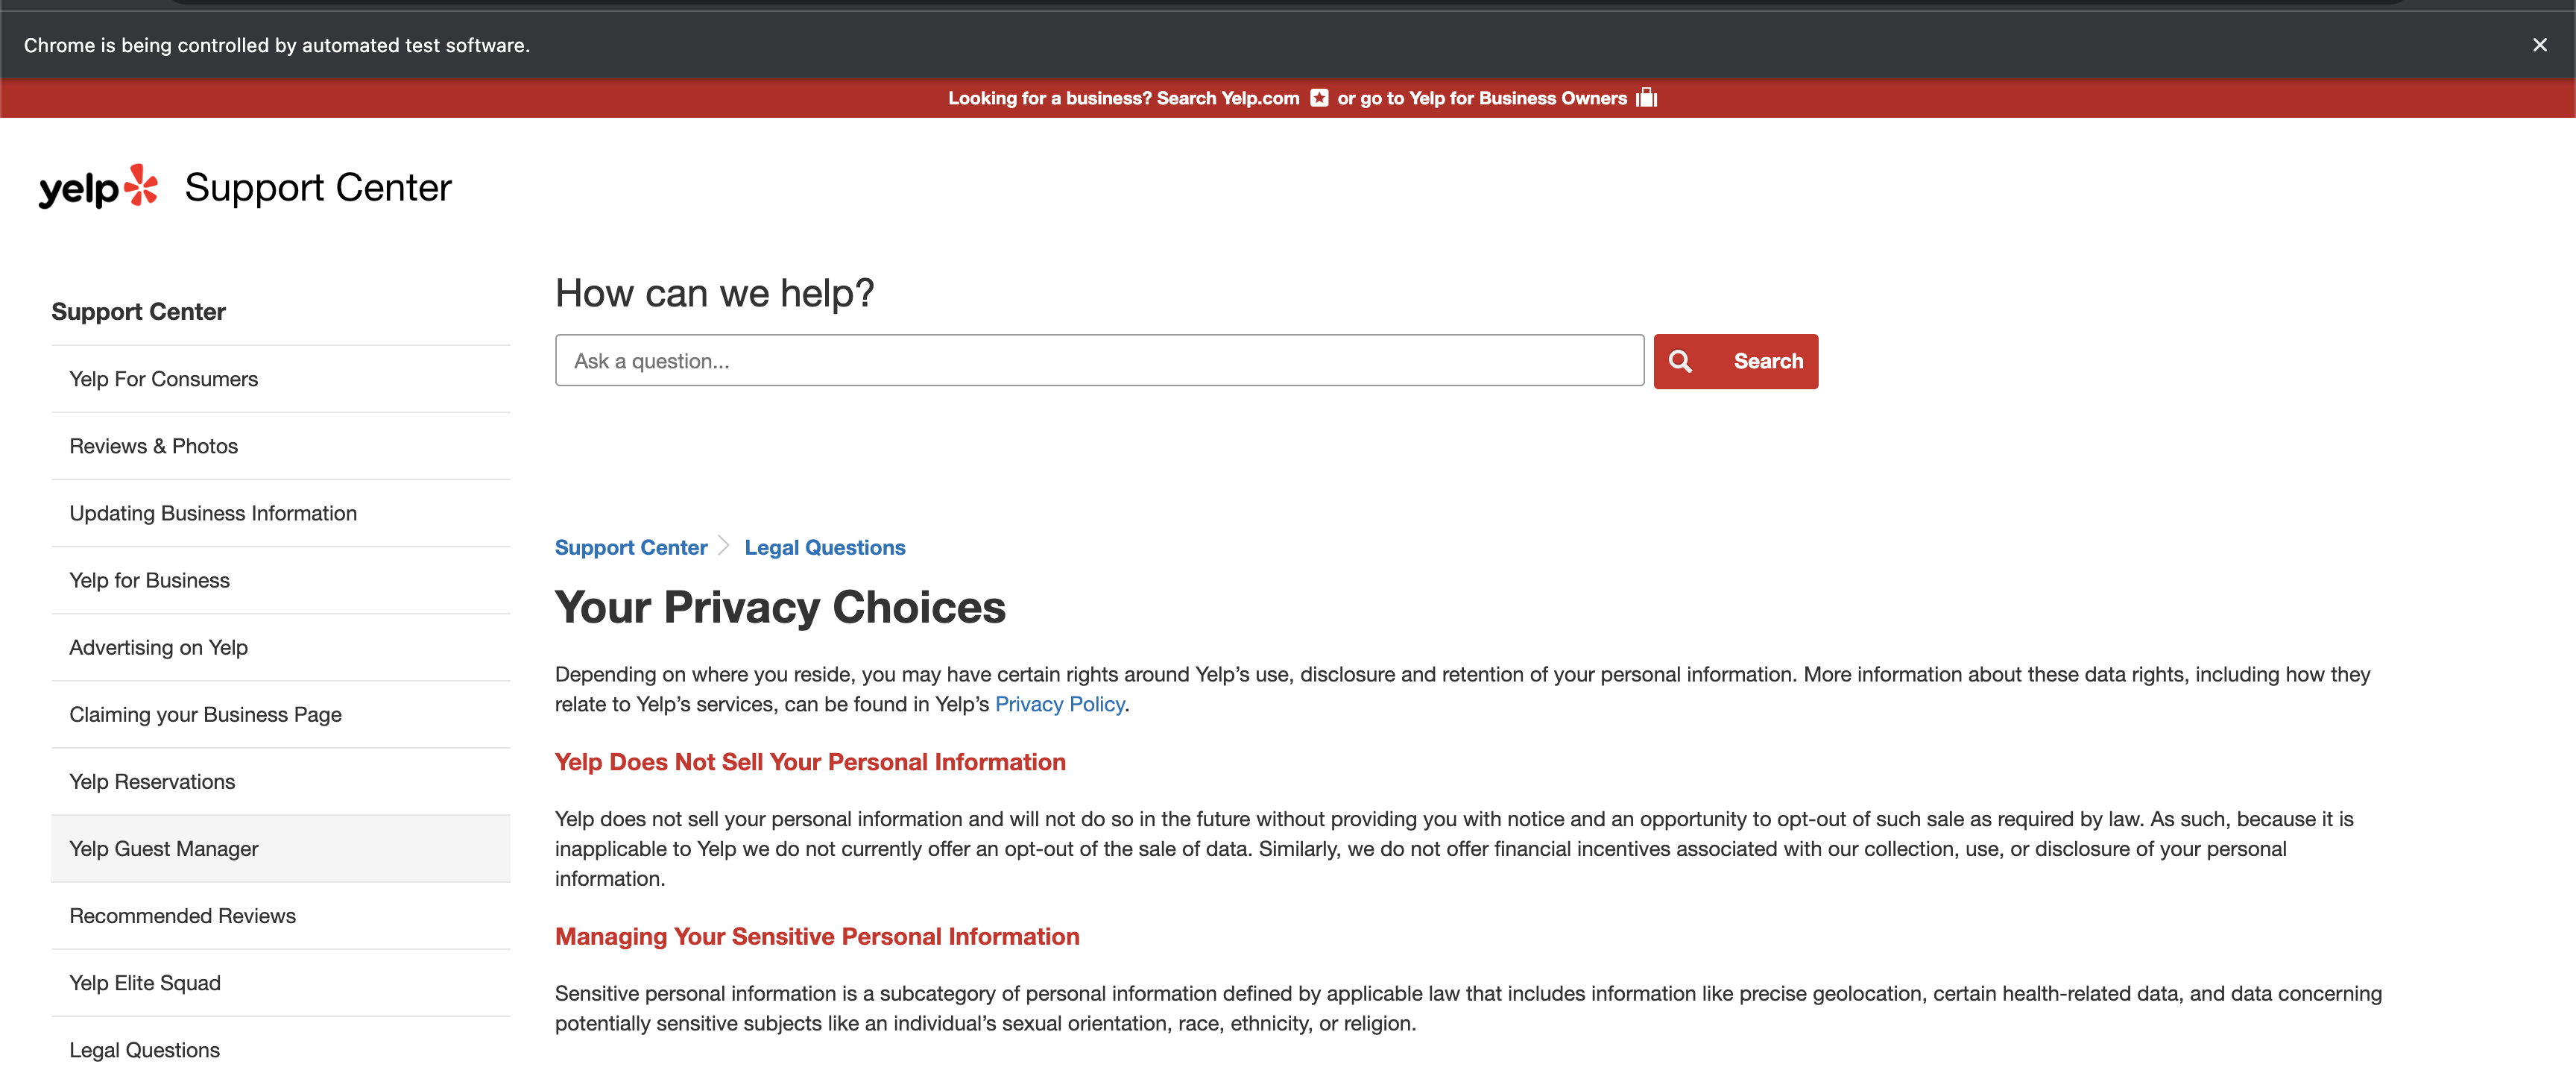 Chrome is being controlled by automated test software.
Looking for a business? Search Yelp.com or go to Yelp for Business Owners
yelp Support Center
Support Center
Yelp For Consumers
Reviews & Photos
Updating Business Information
Yelp for Business
Advertising on Yelp
Claiming your Business Page
Yelp Reservations
Yelp Guest Manager
Recommended Reviews
Yelp Elite Squad
Legal Questions
How can we help?
Ask a question...
Search
Support Center
Legal Questions
Your Privacy Choices
Depending on where you reside, you may have certain rights around Yelp’s use, disclosure and retention of your personal information. More information about these data rights, including how they
relate to Yelp’s services, can be found in Yelp’s Privacy Policy.
Yelp Does Not Sell Your Personal Information
Yelp does not sell your personal information and will not do so in the future without providing you with notice and an opportunity to opt-out of such sale as required by law. As such, because it is
inapplicable to Yelp we do not currently offer an opt-out of the sale of data. Similarly, we do not offer financial incentives associated with our collection, use, or disclosure of your personal
information.
Managing Your Sensitive Personal Information
Sensitive personal information is a subcategory of personal information defined by applicable law that includes information like precise geolocation, certain health-related data, and data concerning
potentially sensitive subjects like an individual’s sexual orientation, race, ethnicity, or religion.